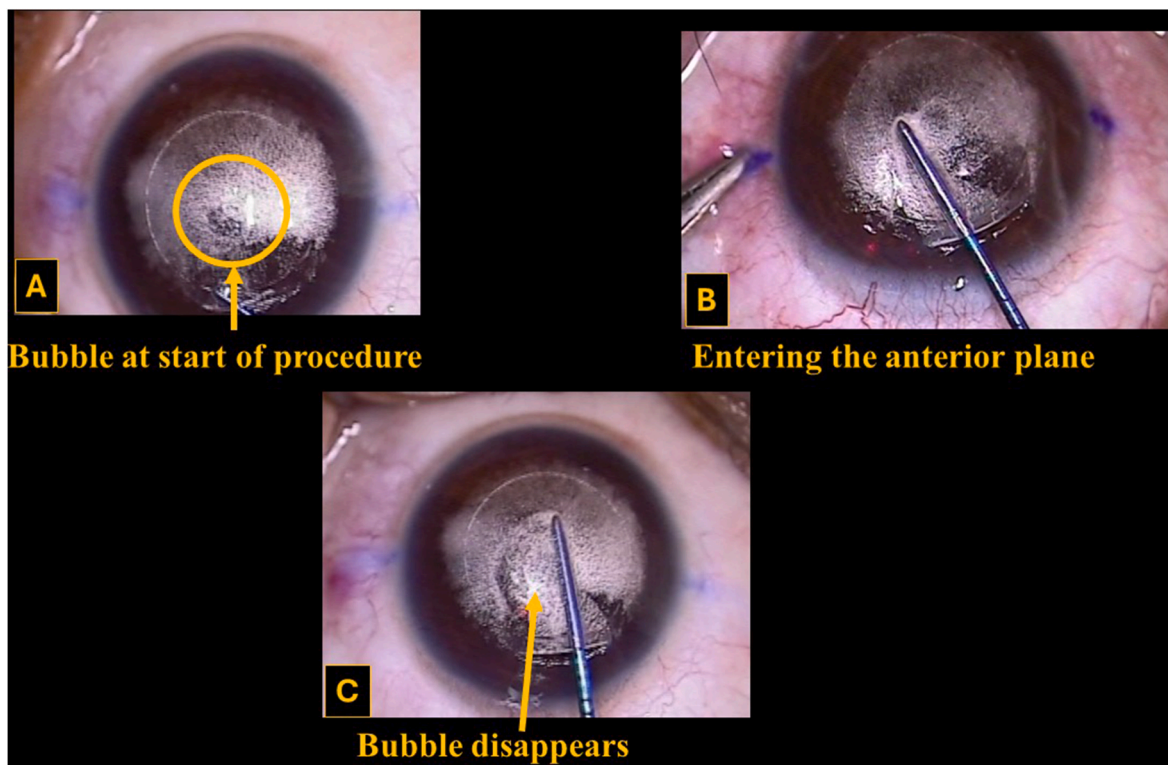 A
Bubble at start of procedure
B
Entering the anterior plane
C
Bubble disappears